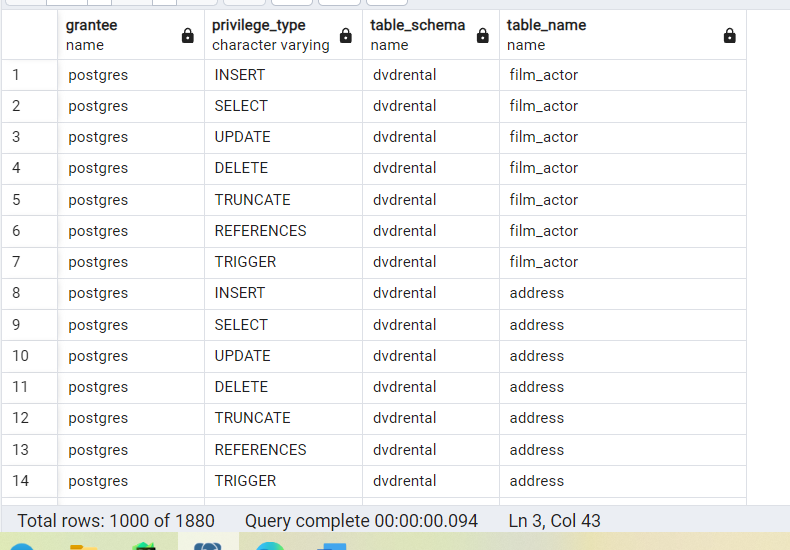 grantee privilege_type table_schema table_name
name character varying name name
1 postgres INSERT dvdrental film_actor
2 postgres SELECT dvdrental film_actor
3 postgres UPDATE dvdrental film_actor
4 postgres DELETE dvdrental film_actor
5 postgres TRUNCATE dvdrental film_actor
6 postgres REFERENCES dvdrental film_actor
7 postgres TRIGGER dvdrental film_actor
8 postgres INSERT dvdrental address
9 postgres SELECT dvdrental address
10 postgres UPDATE dvdrental address
11 postgres DELETE dvdrental address
12 postgres TRUNCATE dvdrental address
13 postgres REFERENCES dvdrental address
14 postgres TRIGGER dvdrental address
Total rows: 1000 of 1880 Query complete 00:00:00.094 Ln 3, Col 43